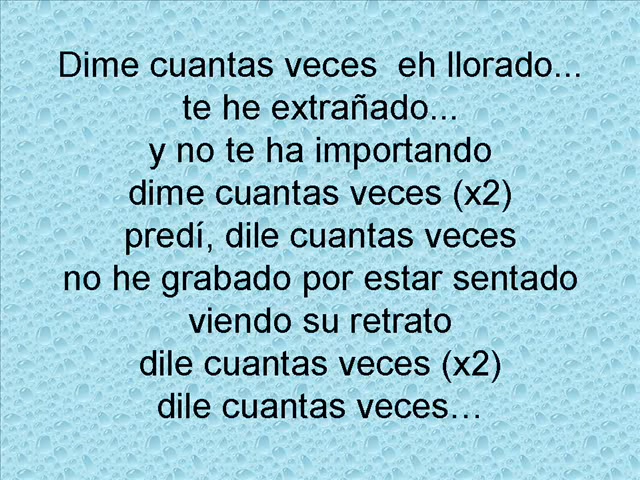 Dime cuantas veces  eh llorado...
te he extrañado...
y no te ha importando
dime cuantas veces (x2)
predí, dile cuantas veces
no he grabado por estar sentado
viendo su retrato
dile cuantas veces (x2)
dile cuantas veces…